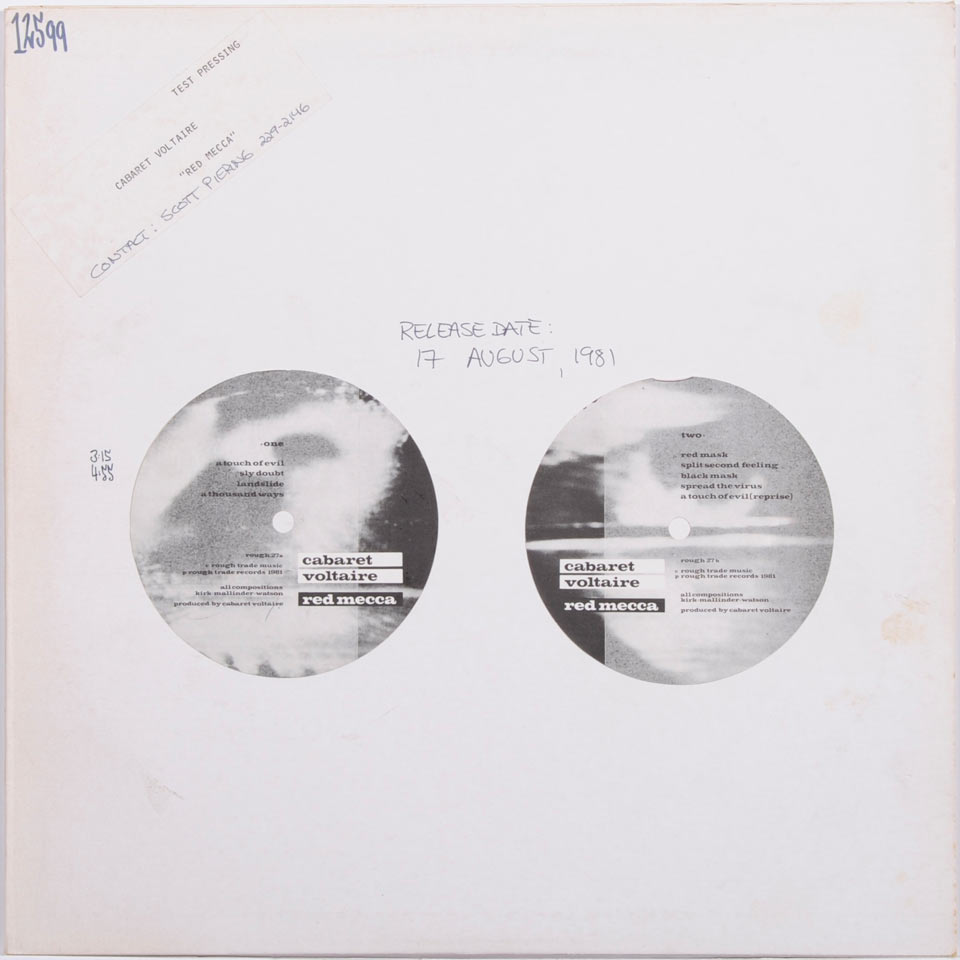 12599
TEST PRESSING
CABARET VOLTAIRE
"RED MECCA"
CONTACT: SCOTT PIERING 229-2146
RELEASE DATE:
17 AUGUST, 1981
3·15
4·55
·one
a touch of evil
sly doubt
landslide
a thousand ways
rough 27a
c rough trade music
p rough trade records 1981
all compositions
kirk-mallinder-watson
produced by cabaret voltaire
cabaret
voltaire
red mecca
two·
red mask
split second feeling
black mask
spread the virus
a touch of evil(reprise)
rough 27b
c rough trade music
p rough trade records 1981
all compositions
kirk-mallinder-watson
produced by cabaret voltaire
cabaret
voltaire
red mecca